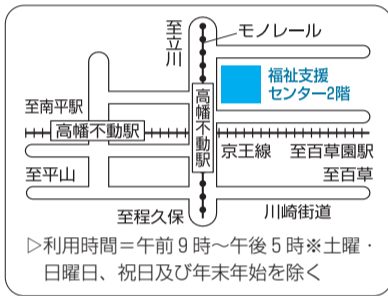 至立川
モノレール
福祉支援
センター2階
至南平駅
高幡不動駅
高幡不動駅
京王線
至百草園駅
至平山
至百草
至程久保
川崎街道
▷利用時間＝午前9時〜午後5時※土曜・
日曜日、祝日及び年末年始を除く